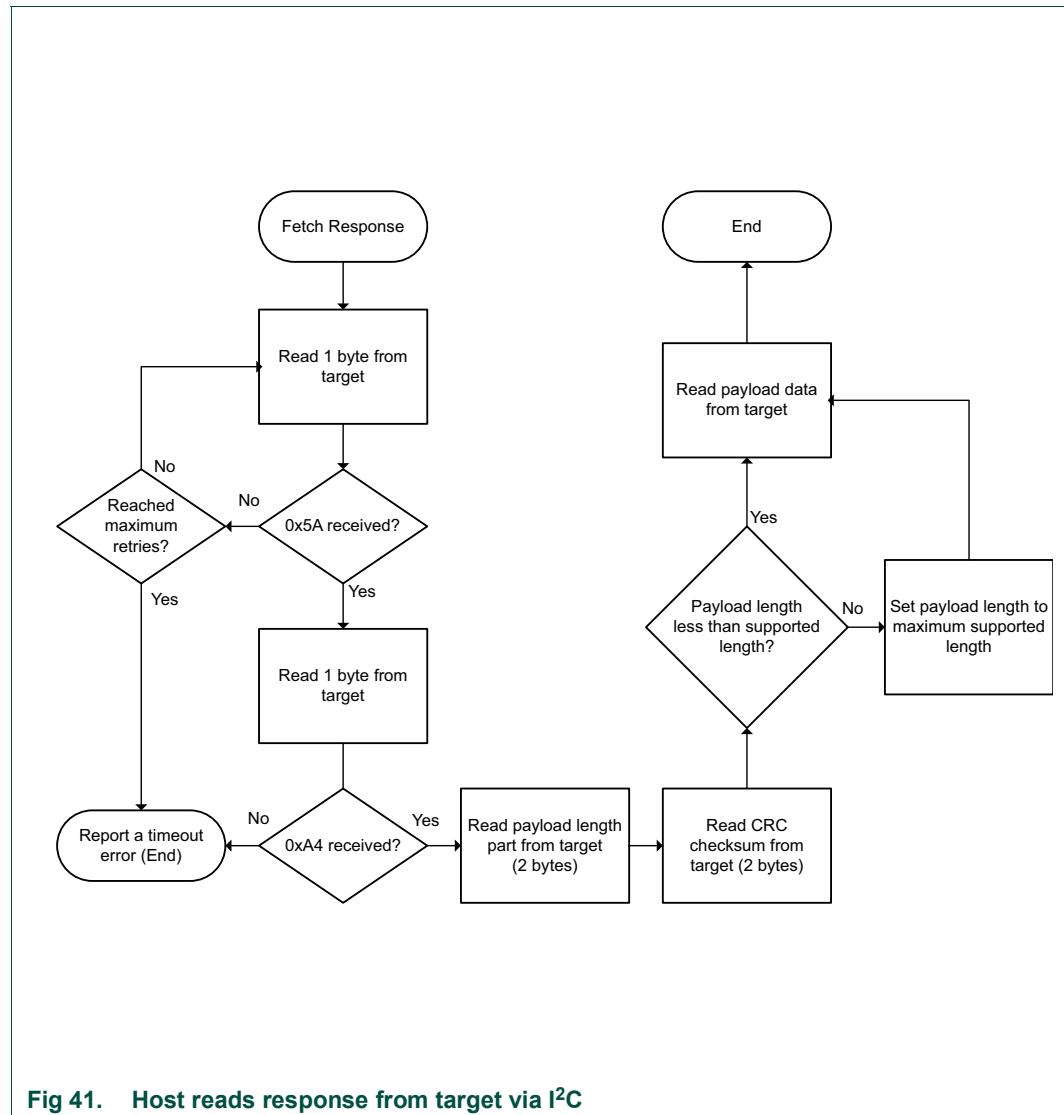 Fetch Response
Read 1 byte from
target
No
Reached
maximum
retries?
No
0x5A received?
Yes
Yes
Read 1 byte from
target
No
Report a timeout
error (End)
0xA4 received?
Yes
Read payload length
part from target
(2 bytes)
Read CRC
checksum from
target (2 bytes)
End
Read payload data
from target
Yes
Payload length
less than supported
length?
No
Set payload length to
maximum supported
length
Fig 41. Host reads response from target via I²C